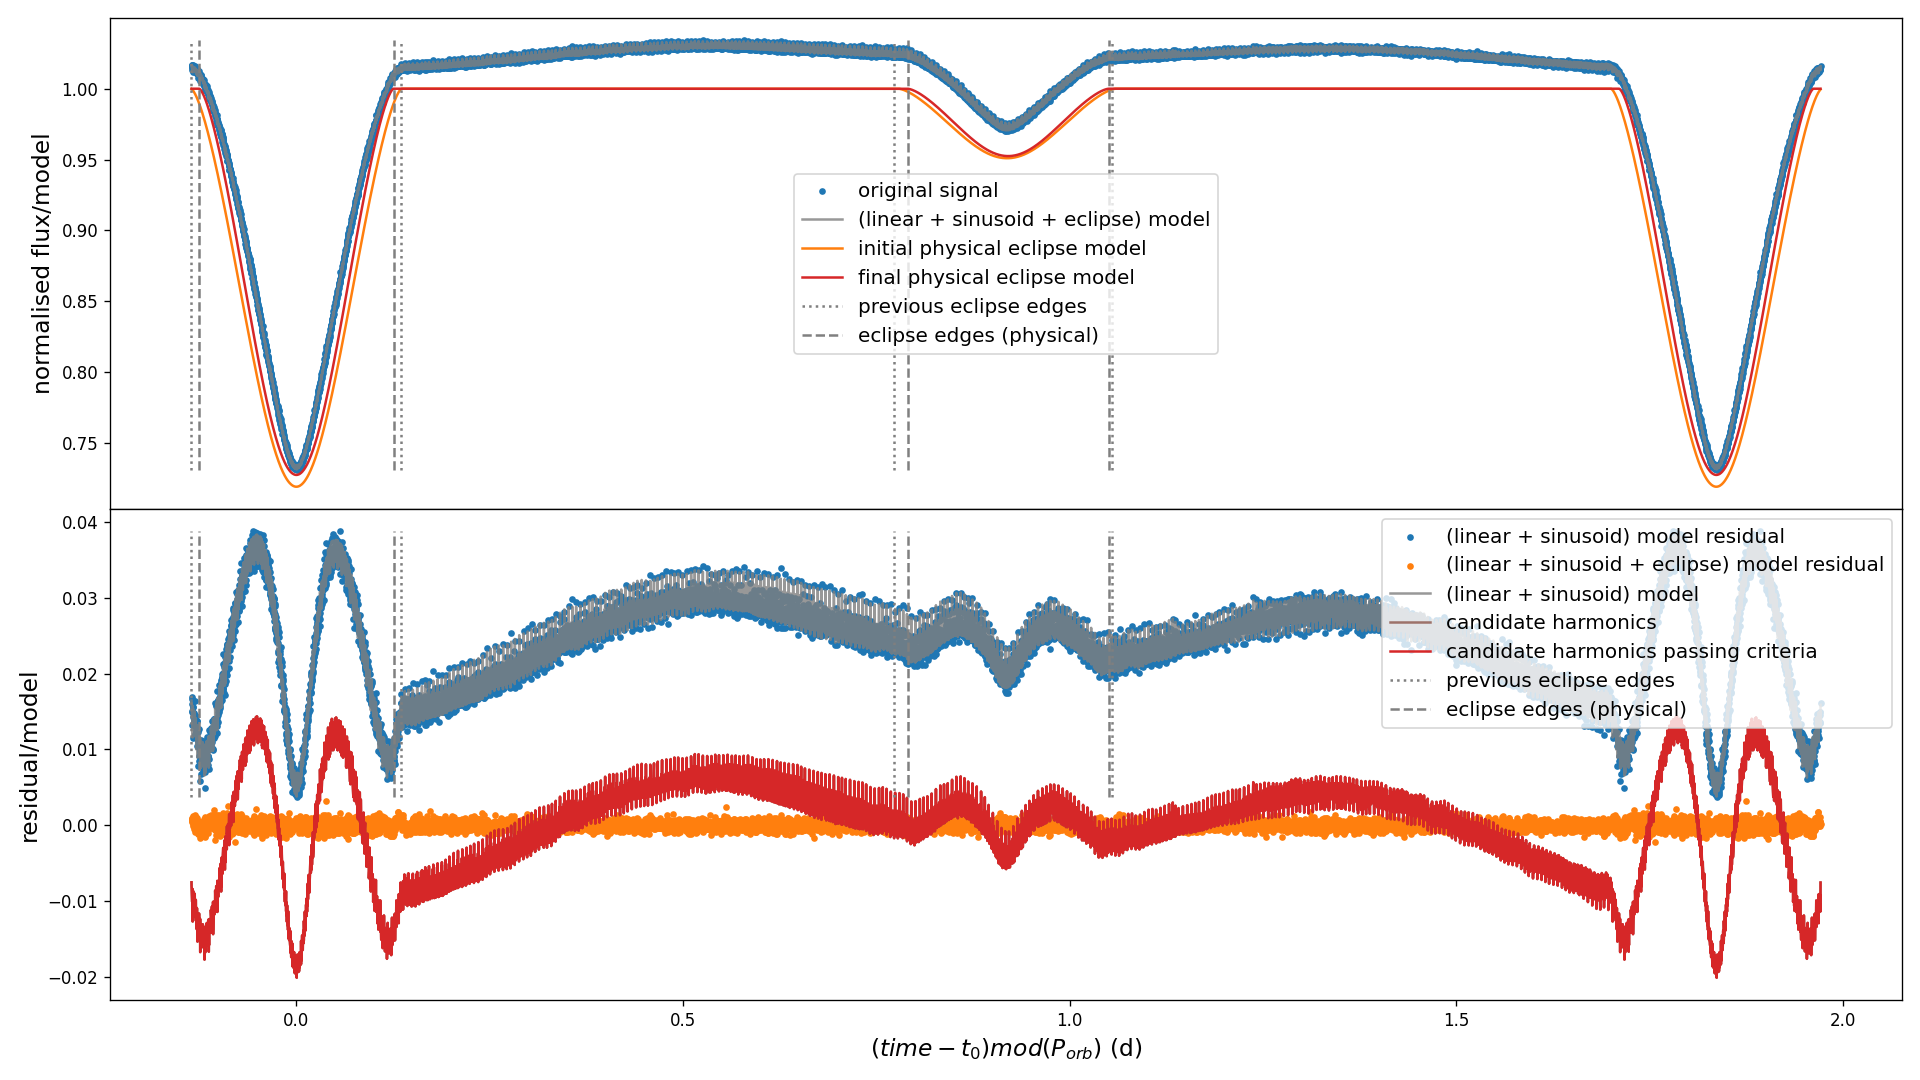 normalised flux/model
1.00
0.95
0.90
0.85
0.80
0.75
original signal
(linear + sinusoid + eclipse) model
initial physical eclipse model
final physical eclipse model
previous eclipse edges
eclipse edges (physical)
residual/model
0.04
0.03
0.02
0.01
0.00
−0.01
−0.02
(linear + sinusoid) model residual
(linear + sinusoid + eclipse) model residual
(linear + sinusoid) model
candidate harmonics
candidate harmonics passing criteria
previous eclipse edges
eclipse edges (physical)
0.0 0.5 1.0 1.5 2.0
(time − t₀)mod(P_orb) (d)